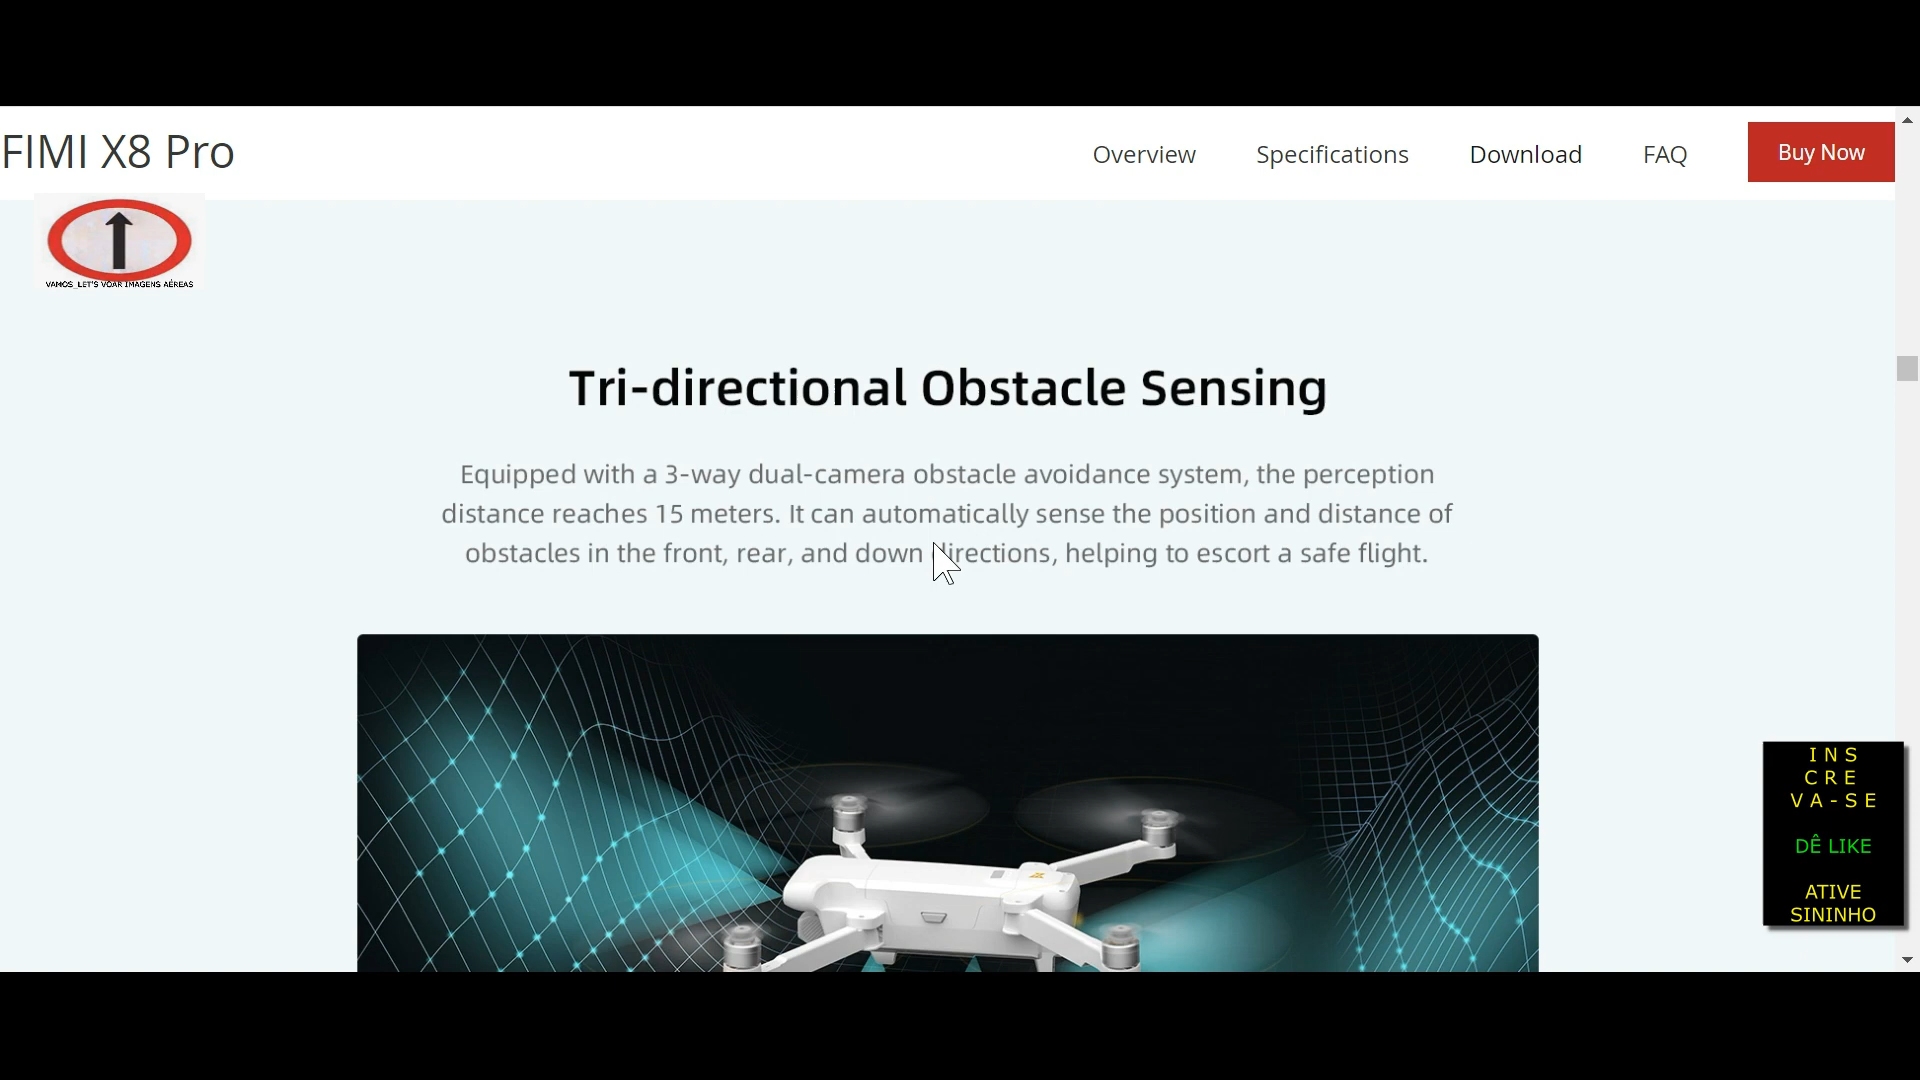 FIMI X8 Pro
Overview
Specifications
Download
FAQ
Buy Now
VAMOS_LET'S VOAR IMAGENS AÉREAS
Tri-directional Obstacle Sensing
Equipped with a 3-way dual-camera obstacle avoidance system, the perception
distance reaches 15 meters. It can automatically sense the position and distance of
obstacles in the front, rear, and down directions, helping to escort a safe flight.
INS
CRE
VA-SE
DÊ LIKE
ATIVE
SININHO